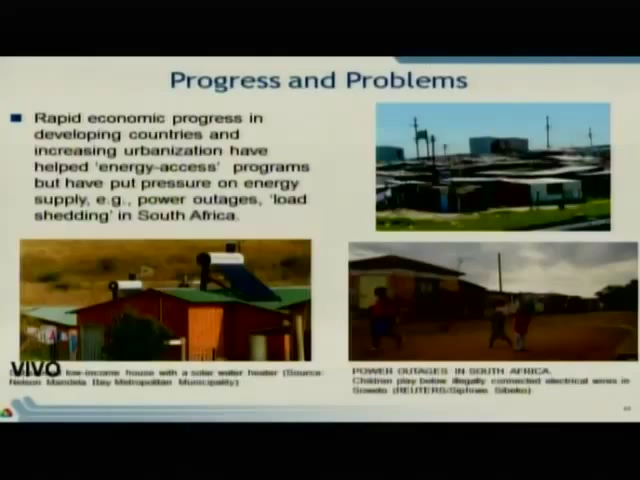 Progress and Problems
Rapid economic progress in
developing countries and
increasing urbanization have
helped 'energy-access' programs
but have put pressure on energy
supply, e.g., power outages, 'load
shedding' in South Africa.
VIVO
low-income house with a solar water heater (Source:
Nelson Mandela Bay Metropolitan Municipality)
POWER OUTAGES IN SOUTH AFRICA.
Children play below illegally connected electrical wires in
Soweto (REUTERS/Siphiwe Sibeko)